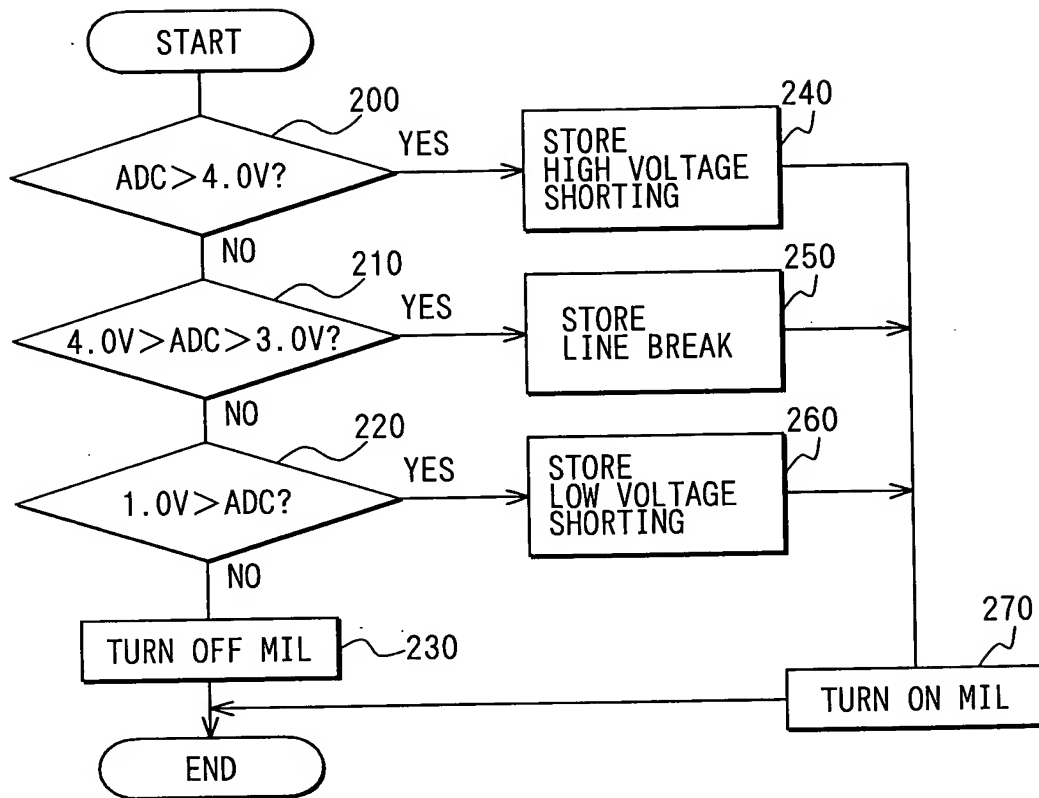 START
200
ADC>4.0V?
YES
240
STORE
HIGH VOLTAGE
SHORTING
NO
210
4.0V>ADC>3.0V?
YES
250
STORE
LINE BREAK
NO
220
1.0V>ADC?
YES
260
STORE
LOW VOLTAGE
SHORTING
NO
TURN OFF MIL
230
270
TURN ON MIL
END